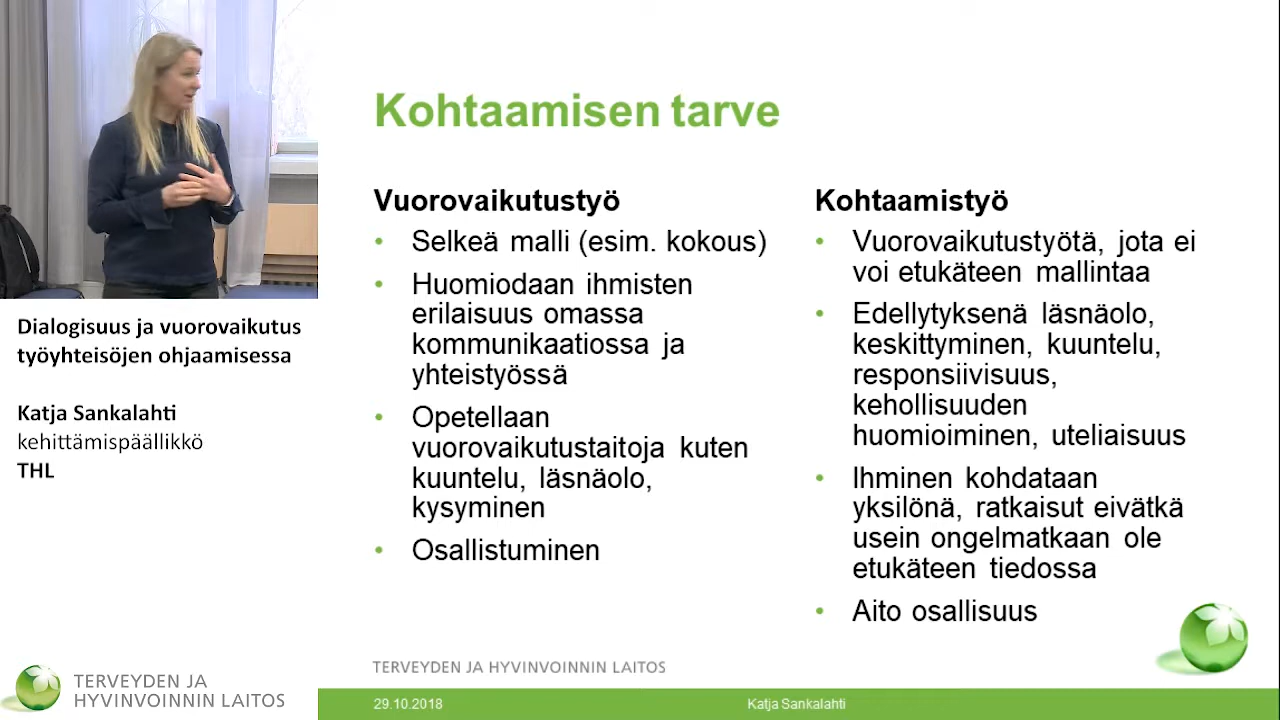 Kohtaamisen tarve
Vuorovaikutustyö
• Selkeä malli (esim. kokous)
• Huomiodaan ihmisten
erilaisuus omassa
kommunikaatiossa ja
yhteistyössä
• Opetellaan
vuorovaikutustaitoja kuten
kuuntelu, läsnäolo,
kysyminen
• Osallistuminen
Kohtaamistyö
• Vuorovaikutustyötä, jota ei
voi etukäteen mallintaa
• Edellytyksenä läsnäolo,
keskittyminen, kuuntelu,
responsiivisuus,
kehollisuuden
huomioiminen, uteliaisuus
• Ihminen kohdataan
yksilönä, ratkaisut eivätkä
usein ongelmatkaan ole
etukäteen tiedossa
• Aito osallisuus
TERVEYDEN JA HYVINVOINNIN LAITOS
29.10.2018
Katja Sankalahti
Dialogisuus ja vuorovaikutus
työyhteisöjen ohjaamisessa
Katja Sankalahti
kehittämispäällikkö
THL
TERVEYDEN JA
HYVINVOINNIN LAITOS